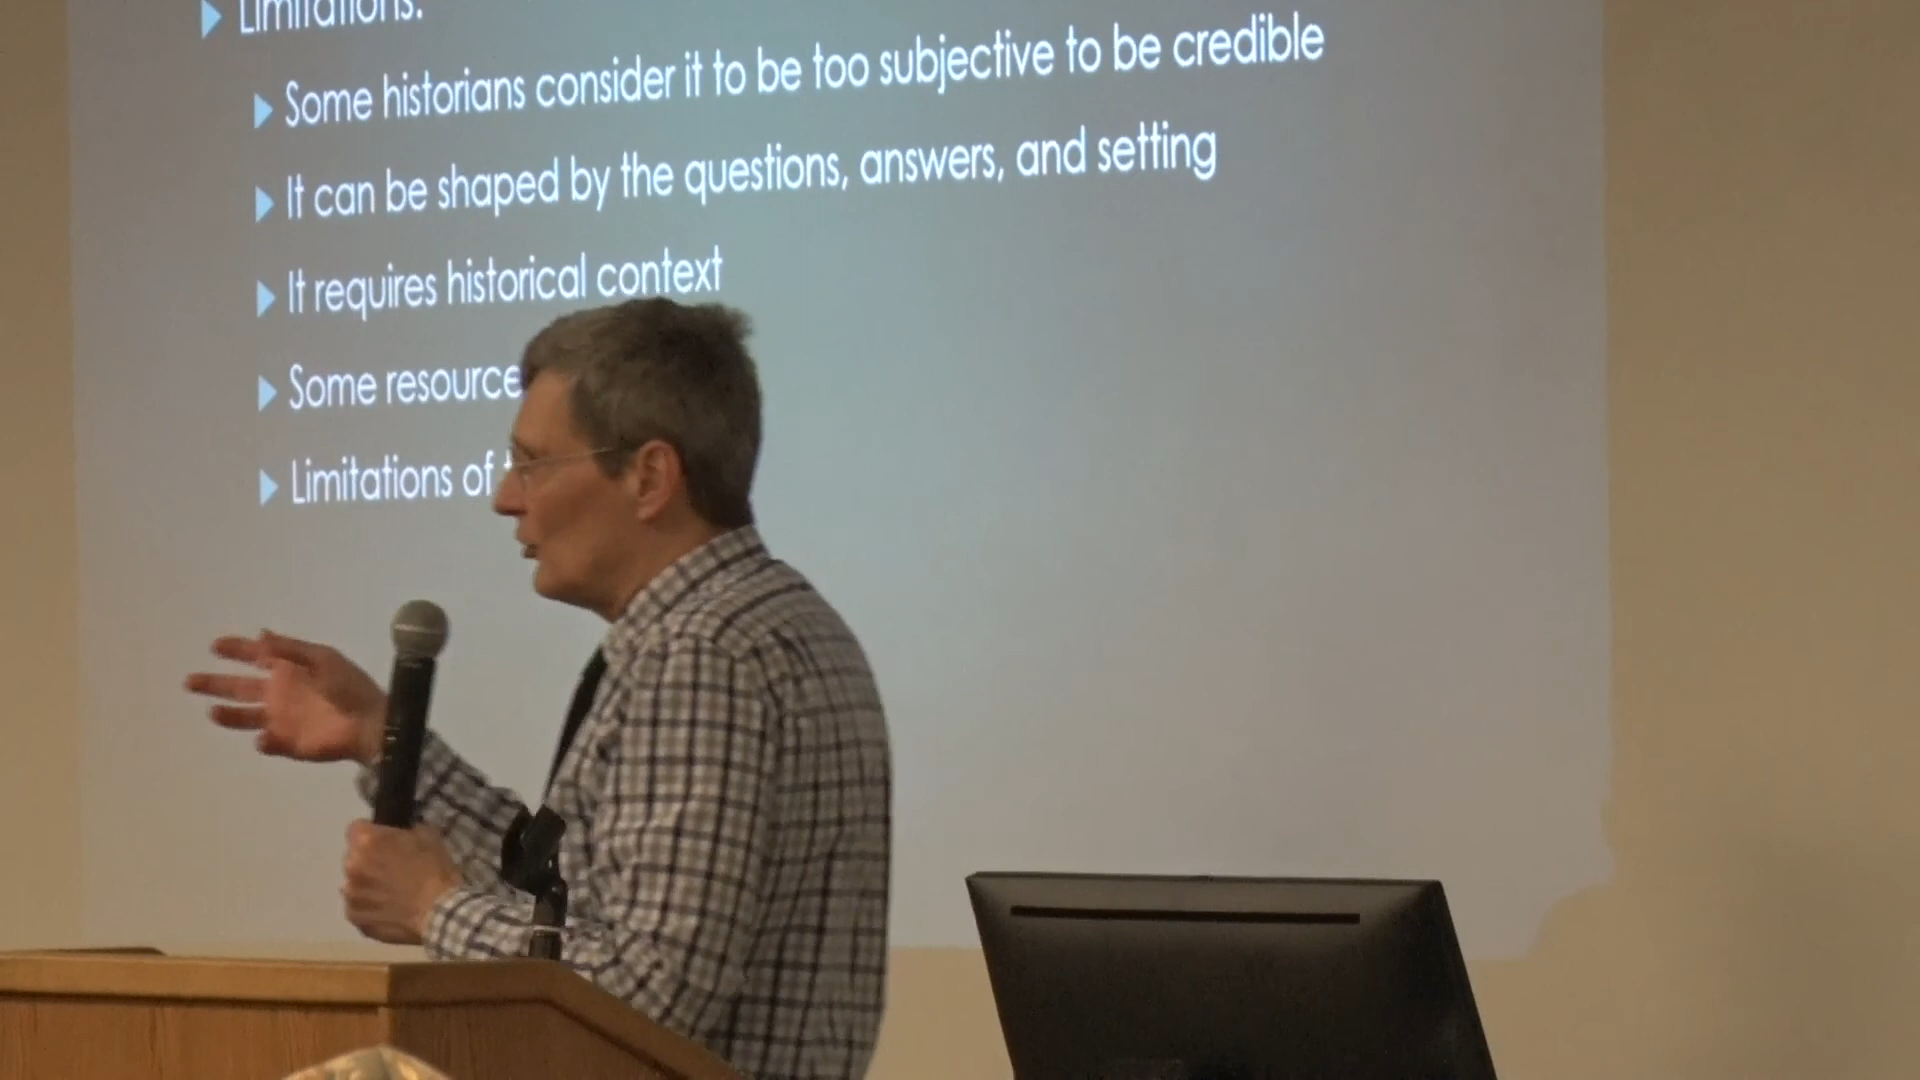 Limitations:
Some historians consider it to be too subjective to be credible
It can be shaped by the questions, answers, and setting
It requires historical context
Some resource
Limitations of